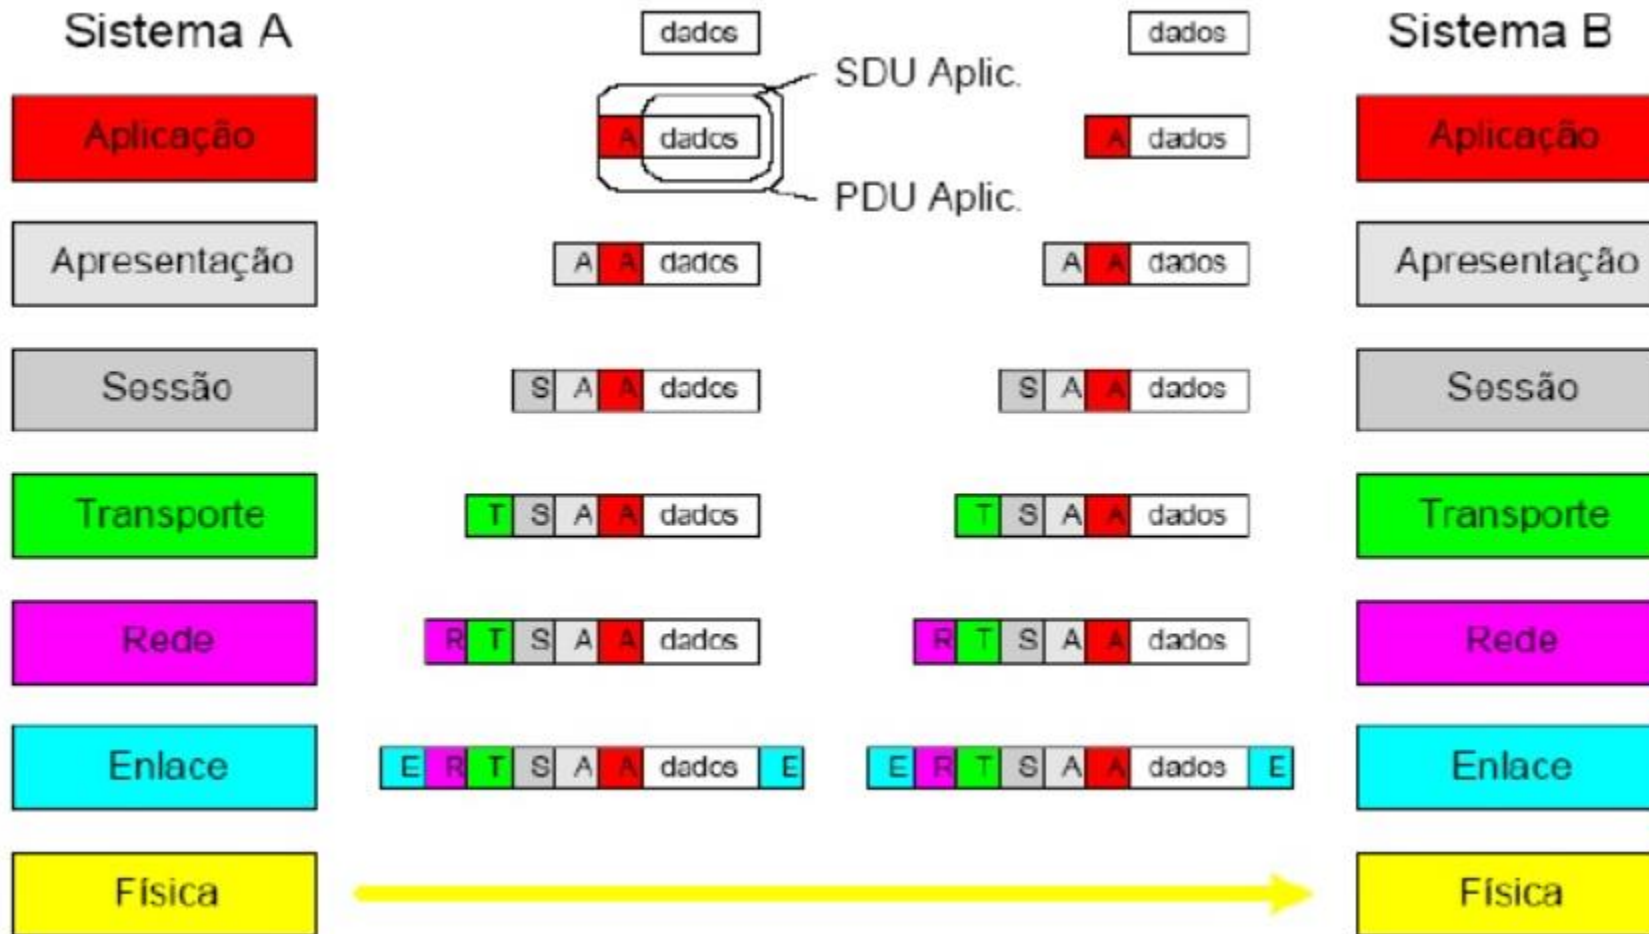 Sistema A
dados
dados
Sistema B
SDU Aplic.
Aplicação
A dados
A dados
Aplicação
PDU Aplic.
Apresentação
A A dados
A A dados
Apresentação
Sessão
S A A dados
S A A dados
Sessão
Transporte
T S A A dados
T S A A dados
Transporte
Rede
R T S A A dados
R T S A A dados
Rede
Enlace
E R T S A A dados E
E R T S A A dados E
Enlace
Física
Física